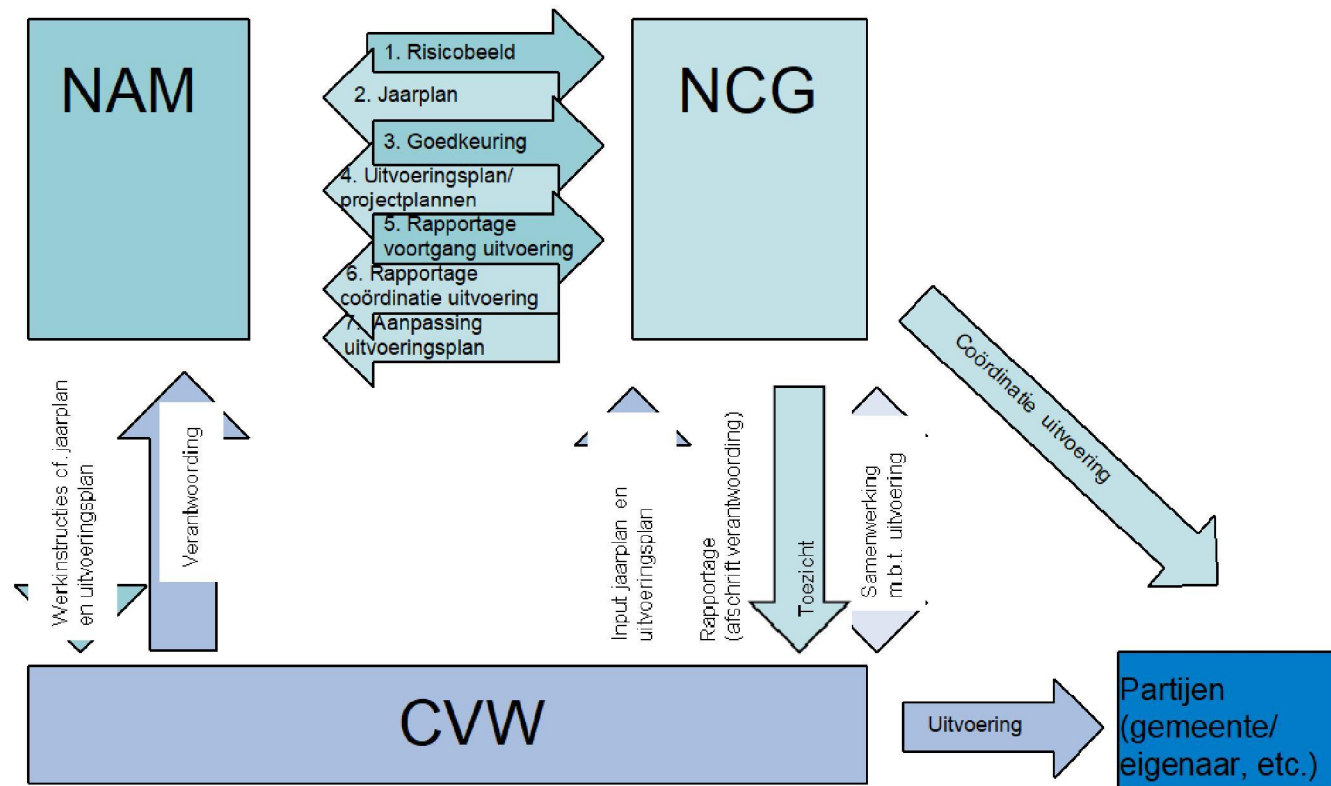 NAM
1. Risicobeeld
2. Jaarplan
3. Goedkeuring
4. Uitvoeringsplan/
projectplannen
5. Rapportage
voortgang uitvoering
6. Rapportage
coördinatie uitvoering
7. Aanpassing
uitvoeringsplan
NCG
Coördinatie uitvoering
Werkinstructies cf. jaarplan
en uitvoeringsplan
Verantwoording
Input jaarplan en
uitvoeringsplan
Rapportage
(afschrift verantwoording)
Toezicht
Samenwerking
m.b.t. uitvoering
CVW
Uitvoering
Partijen
(gemeente/
eigenaar, etc.)